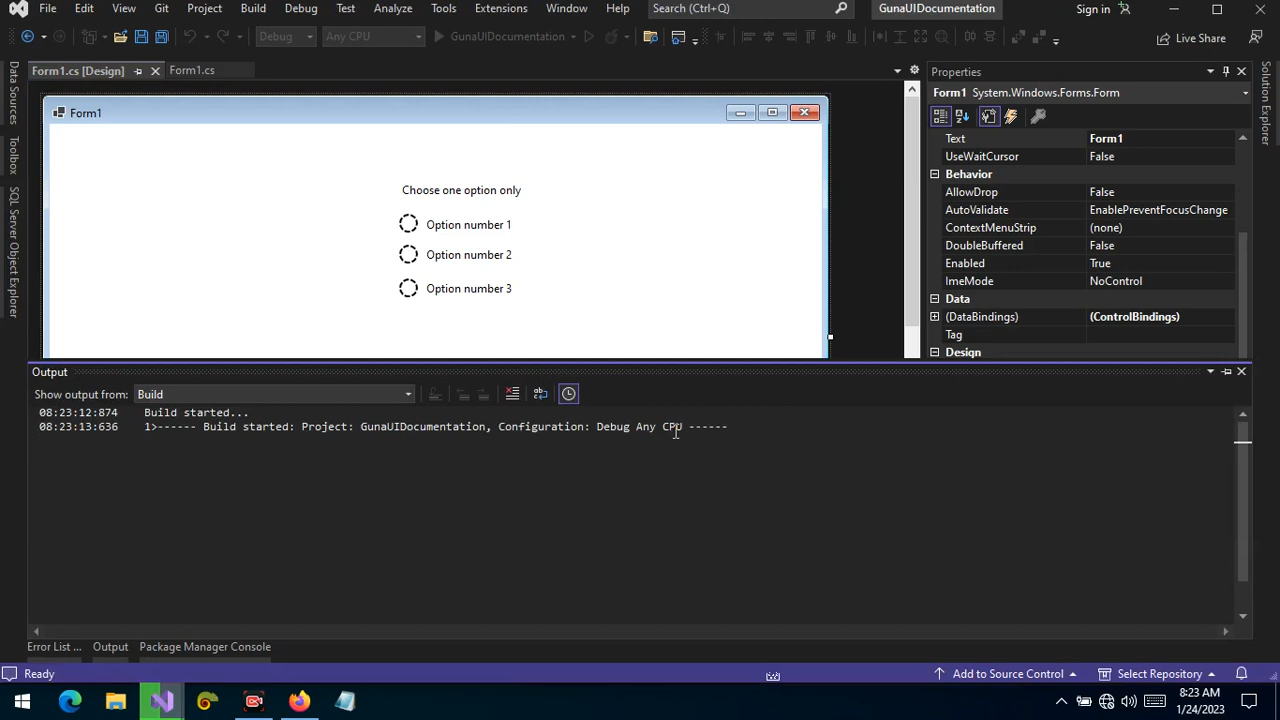 File Edit View Git Project Build Debug Test Analyze Tools Extensions Window Help Search (Ctrl+Q) GunaUIDocumentation Sign in
Debug Any CPU GunaUIDocumentation Live Share
Form1.cs [Design] Form1.cs
Data Sources
Toolbox
SQL Server Object Explorer
Form1
Choose one option only
Option number 1
Option number 2
Option number 3
Properties
Form1 System.Windows.Forms.Form
Text Form1
UseWaitCursor False
Behavior
AllowDrop False
AutoValidate EnablePreventFocusChange
ContextMenuStrip (none)
DoubleBuffered False
Enabled True
ImeMode NoControl
Data
(DataBindings) (ControlBindings)
Tag
Design
Solution Explorer
Output
Show output from: Build
08:23:12:874 Build started...
08:23:13:636 1>------ Build started: Project: GunaUIDocumentation, Configuration: Debug Any CPU ------
Error List ... Output Package Manager Console
Ready Add to Source Control Select Repository
8:23 AM
1/24/2023